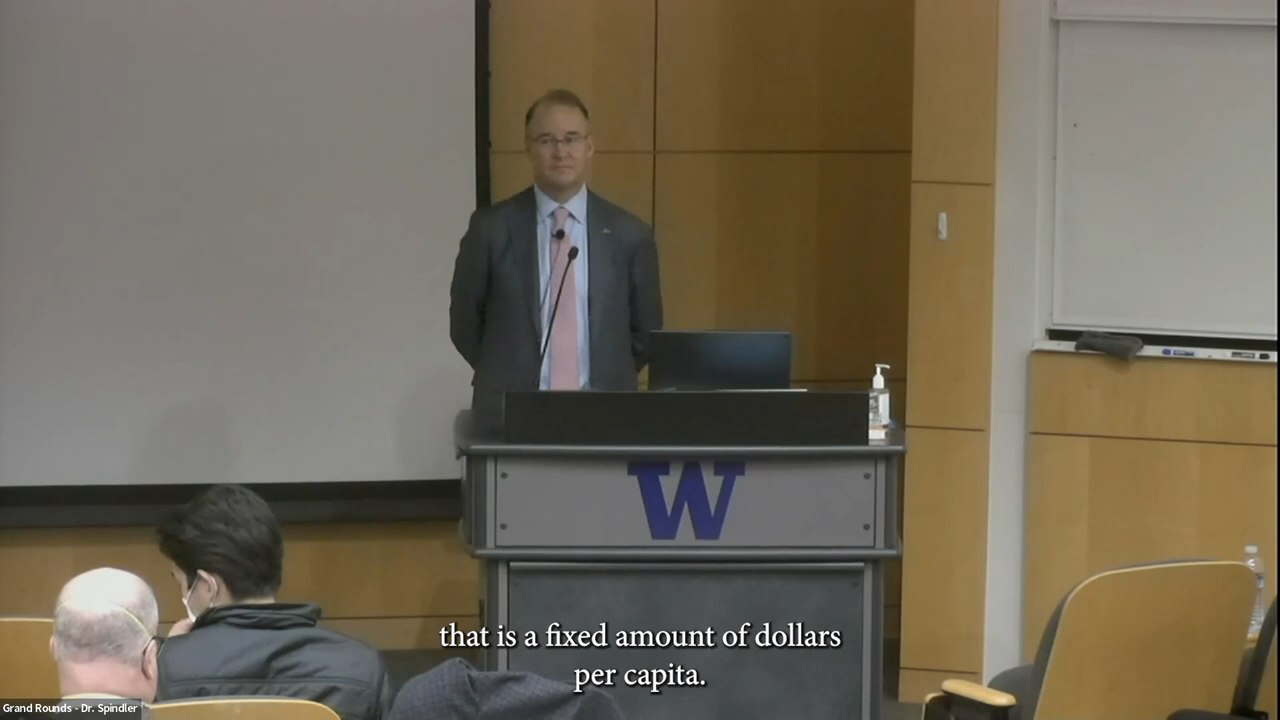 W
that is a fixed amount of dollars
per capita.
Grand Rounds - Dr. Spindler